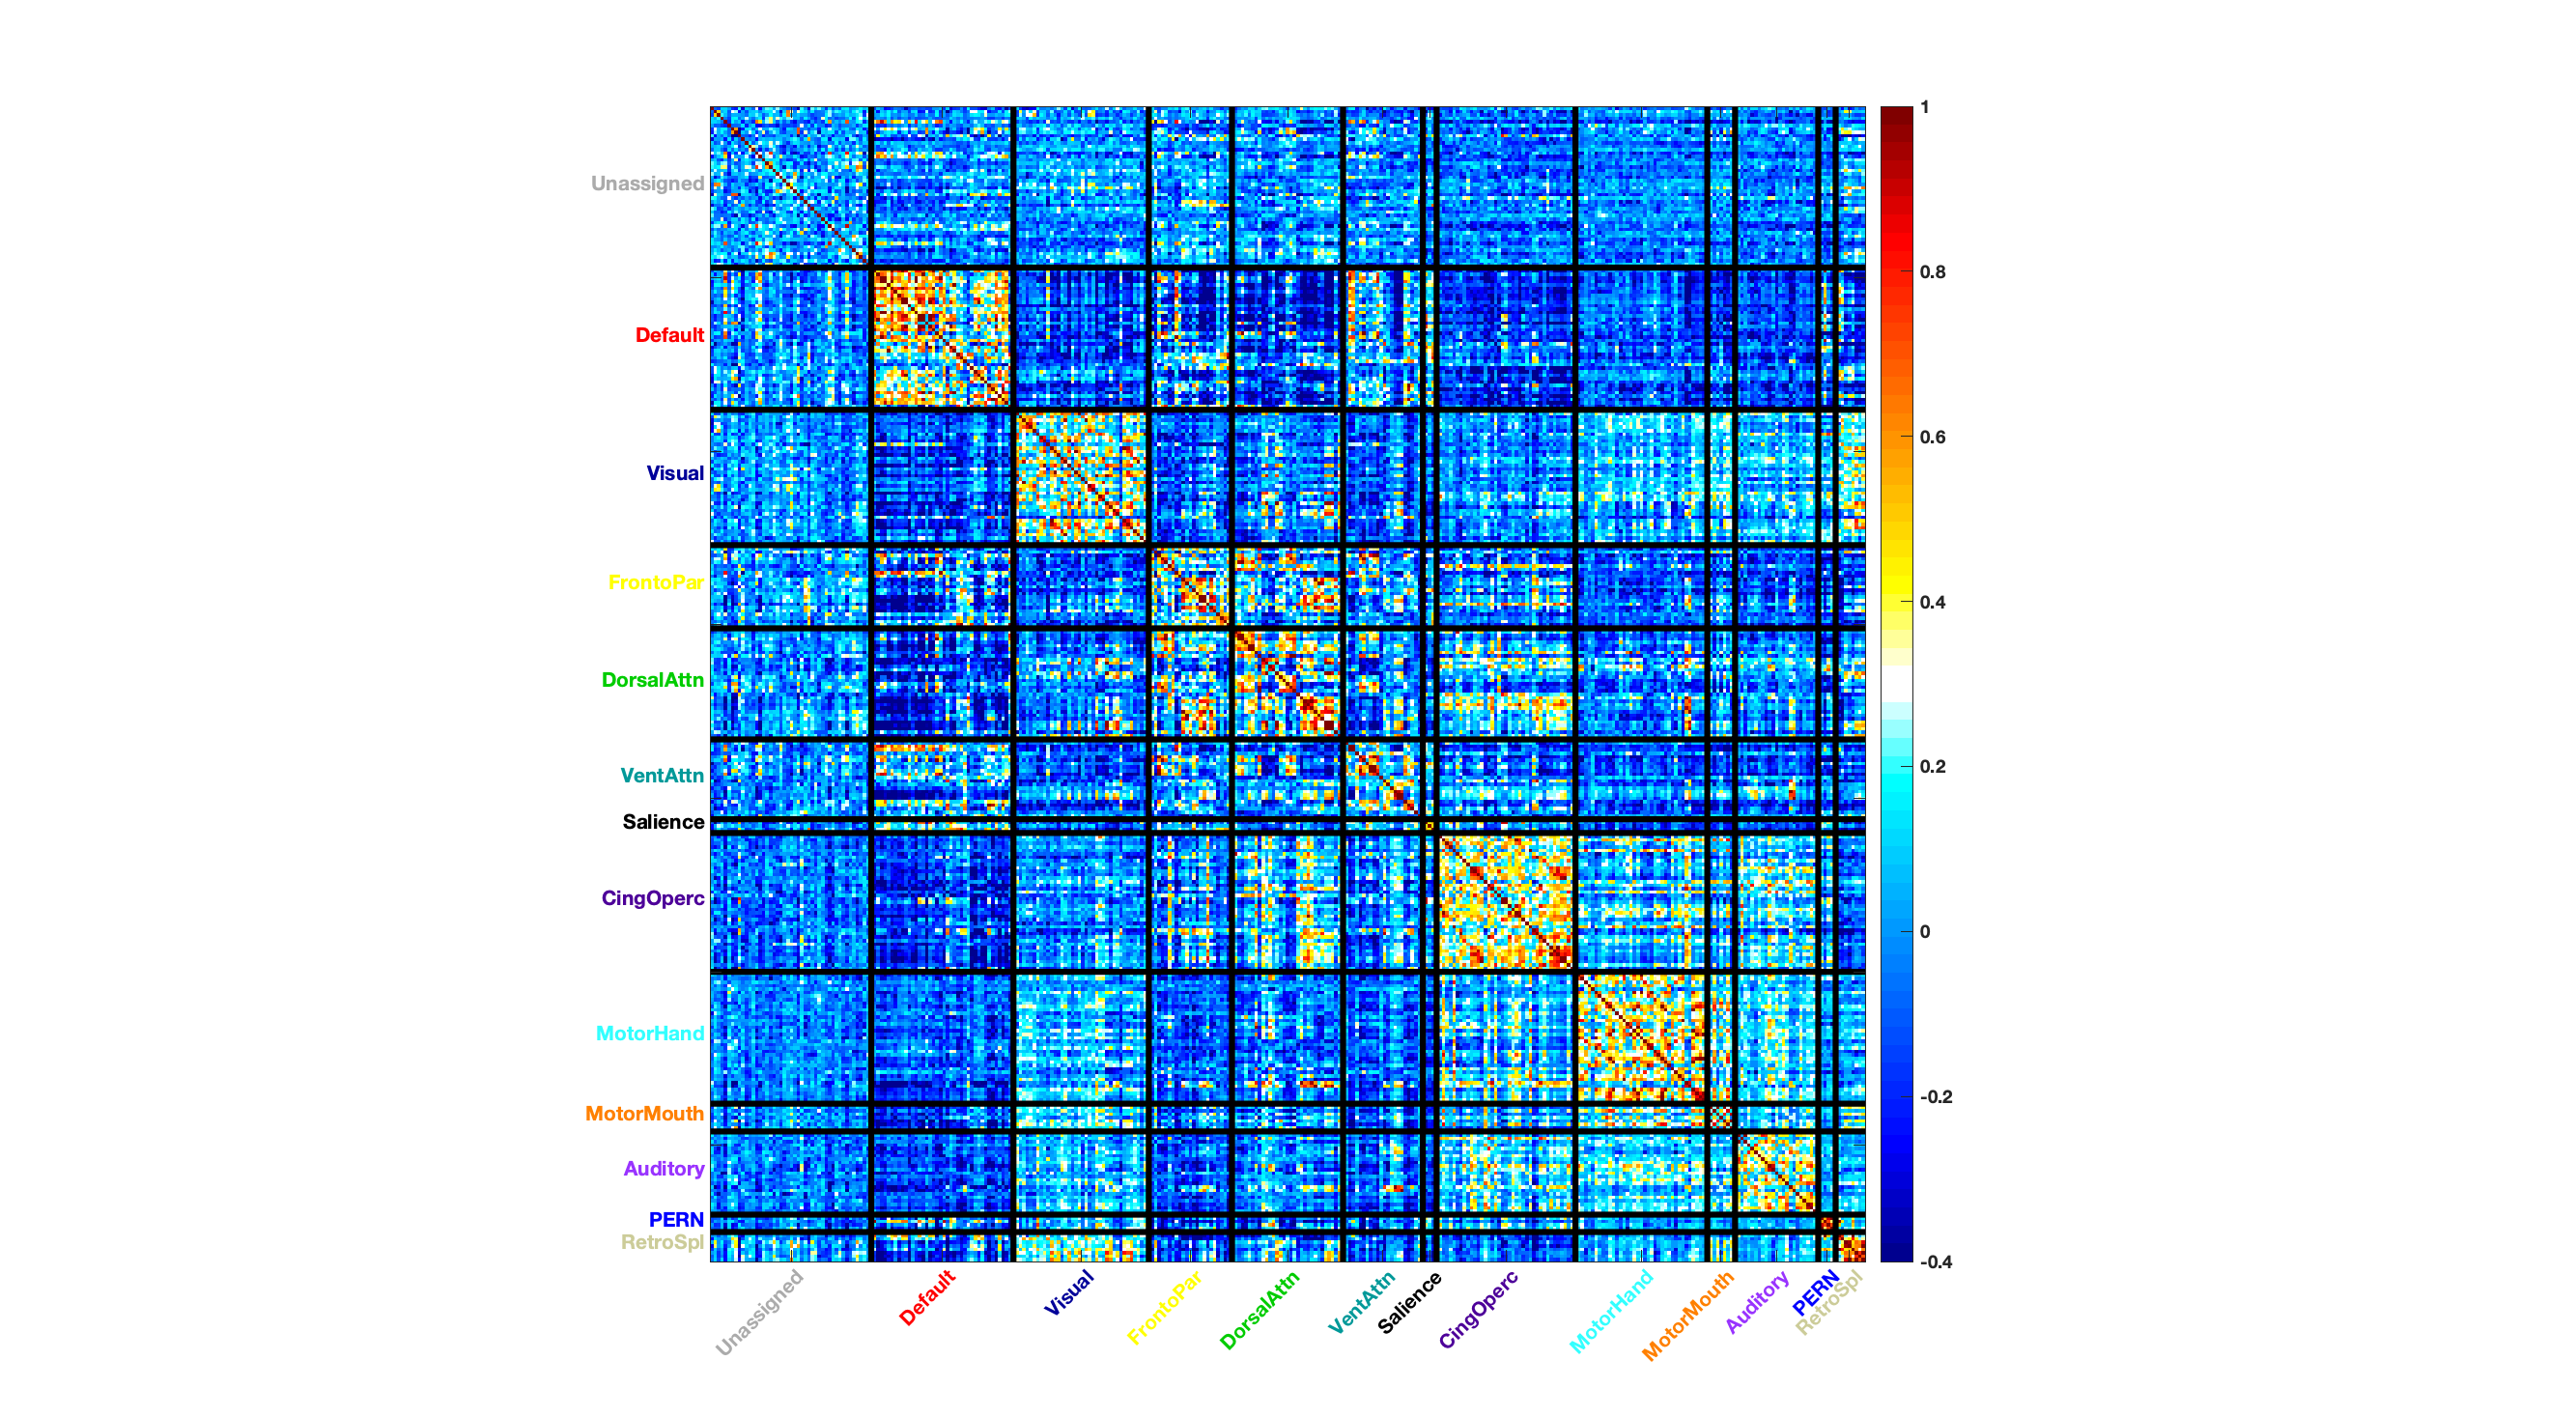 Unassigned
Default
Visual
FrontoPar
DorsalAttn
VentAttn
Salience
CingOperc
MotorHand
MotorMouth
Auditory
PERN
RetroSpl
Unassigned
Default
Visual
FrontoPar
DorsalAttn
VentAttn
Salience
CingOperc
MotorHand
MotorMouth
Auditory
PERN
RetroSpl
1
0.8
0.6
0.4
0.2
0
-0.2
-0.4